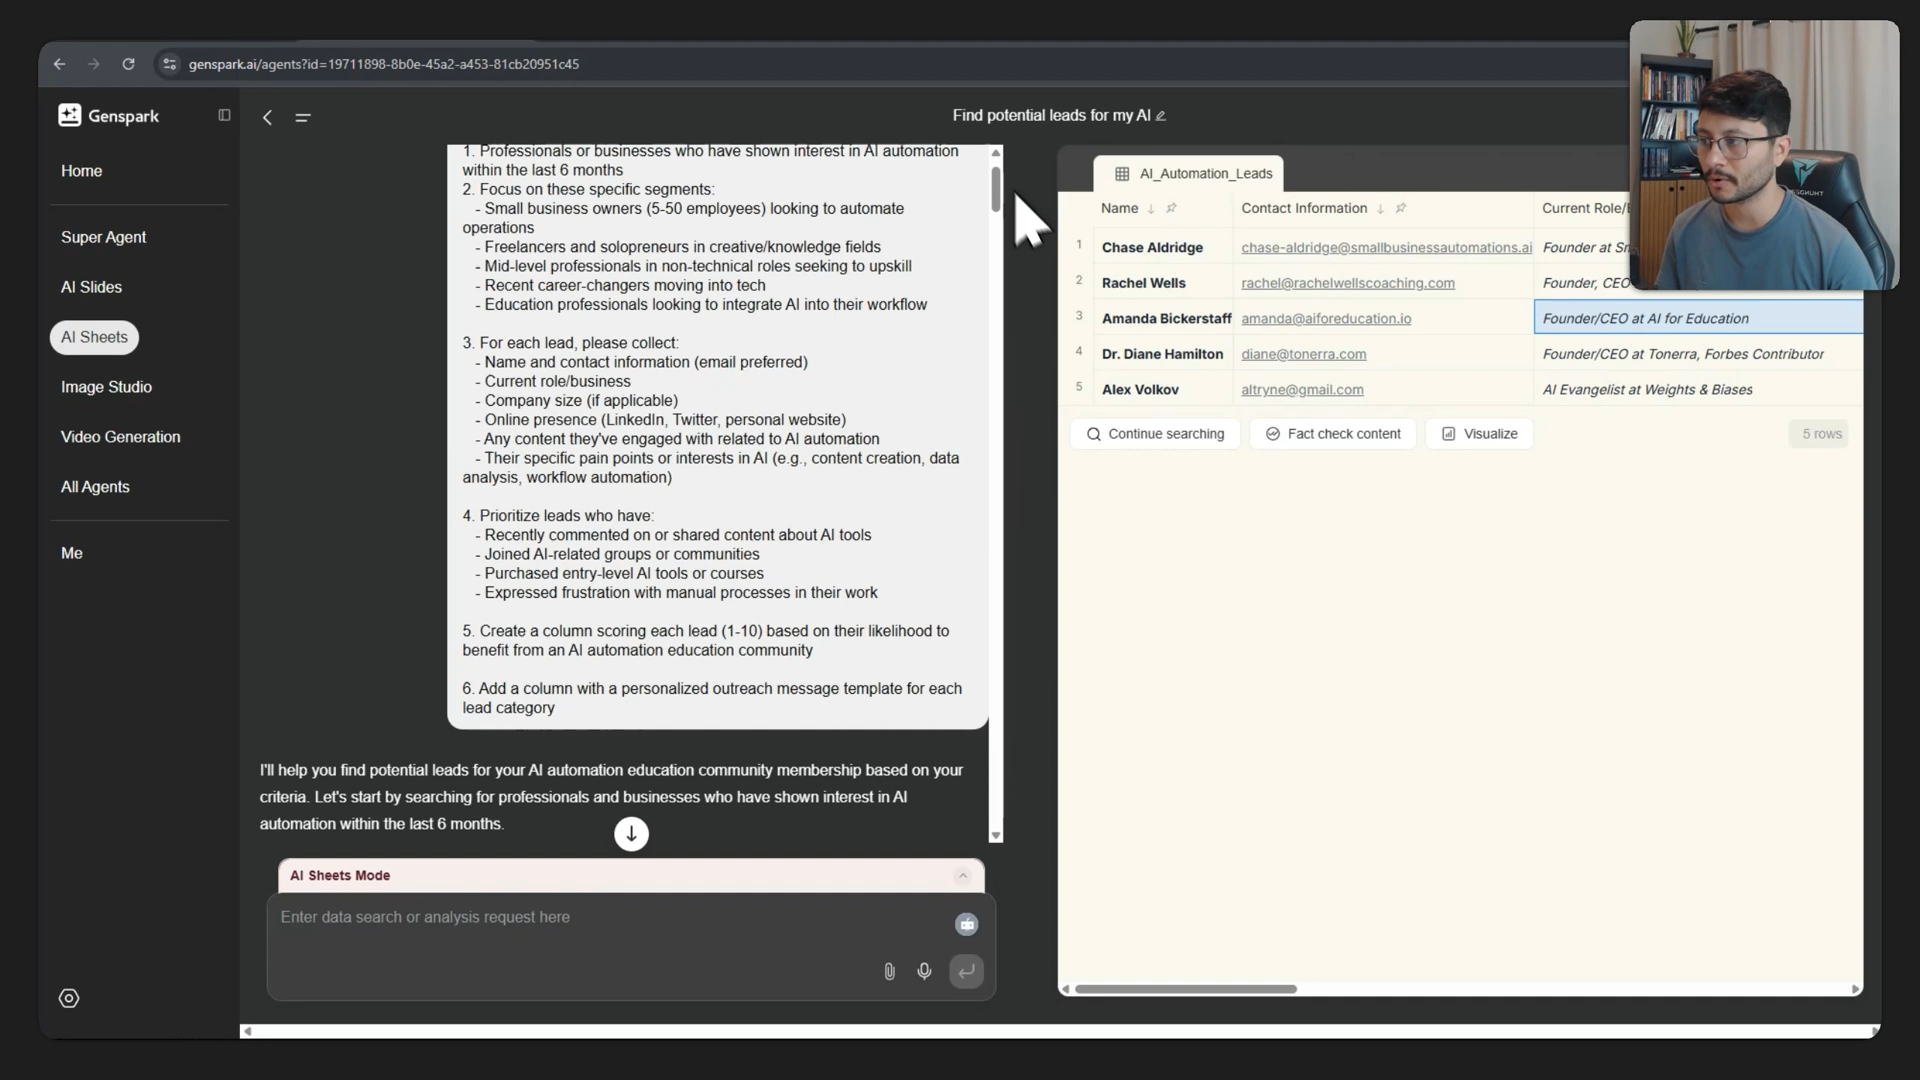 genspark.ai/agents?id=19711898-8b0e-45a2-a453-81cb20951c45
Genspark
Home
Super Agent
AI Slides
AI Sheets
Image Studio
Video Generation
All Agents
Me
Find potential leads for my AI
1. Professionals or businesses who have shown interest in AI automation
within the last 6 months
2. Focus on these specific segments:
- Small business owners (5-50 employees) looking to automate
operations
- Freelancers and solopreneurs in creative/knowledge fields
- Mid-level professionals in non-technical roles seeking to upskill
- Recent career-changers moving into tech
- Education professionals looking to integrate AI into their workflow
3. For each lead, please collect:
- Name and contact information (email preferred)
- Current role/business
- Company size (if applicable)
- Online presence (LinkedIn, Twitter, personal website)
- Any content they've engaged with related to AI automation
- Their specific pain points or interests in AI (e.g., content creation, data
analysis, workflow automation)
4. Prioritize leads who have:
- Recently commented on or shared content about AI tools
- Joined AI-related groups or communities
- Purchased entry-level AI tools or courses
- Expressed frustration with manual processes in their work
5. Create a column scoring each lead (1-10) based on their likelihood to
benefit from an AI automation education community
6. Add a column with a personalized outreach message template for each
lead category
I'll help you find potential leads for your AI automation education community membership based on your
criteria. Let's start by searching for professionals and businesses who have shown interest in AI
automation within the last 6 months.
AI Sheets Mode
Enter data search or analysis request here
AI_Automation_Leads
Name Contact Information Current Role/
1 Chase Aldridge chase-aldridge@smallbusinessautomations.ai Founder at
2 Rachel Wells rachel@rachelwellscoaching.com Founder, CEO
3 Amanda Bickerstaff amanda@aiforeducation.io Founder/CEO at AI for Education
4 Dr. Diane Hamilton diane@tonerra.com Founder/CEO at Tonerra, Forbes Contributor
5 Alex Volkov altryne@gmail.com AI Evangelist at Weights & Biases
Continue searching Fact check content Visualize 5 rows